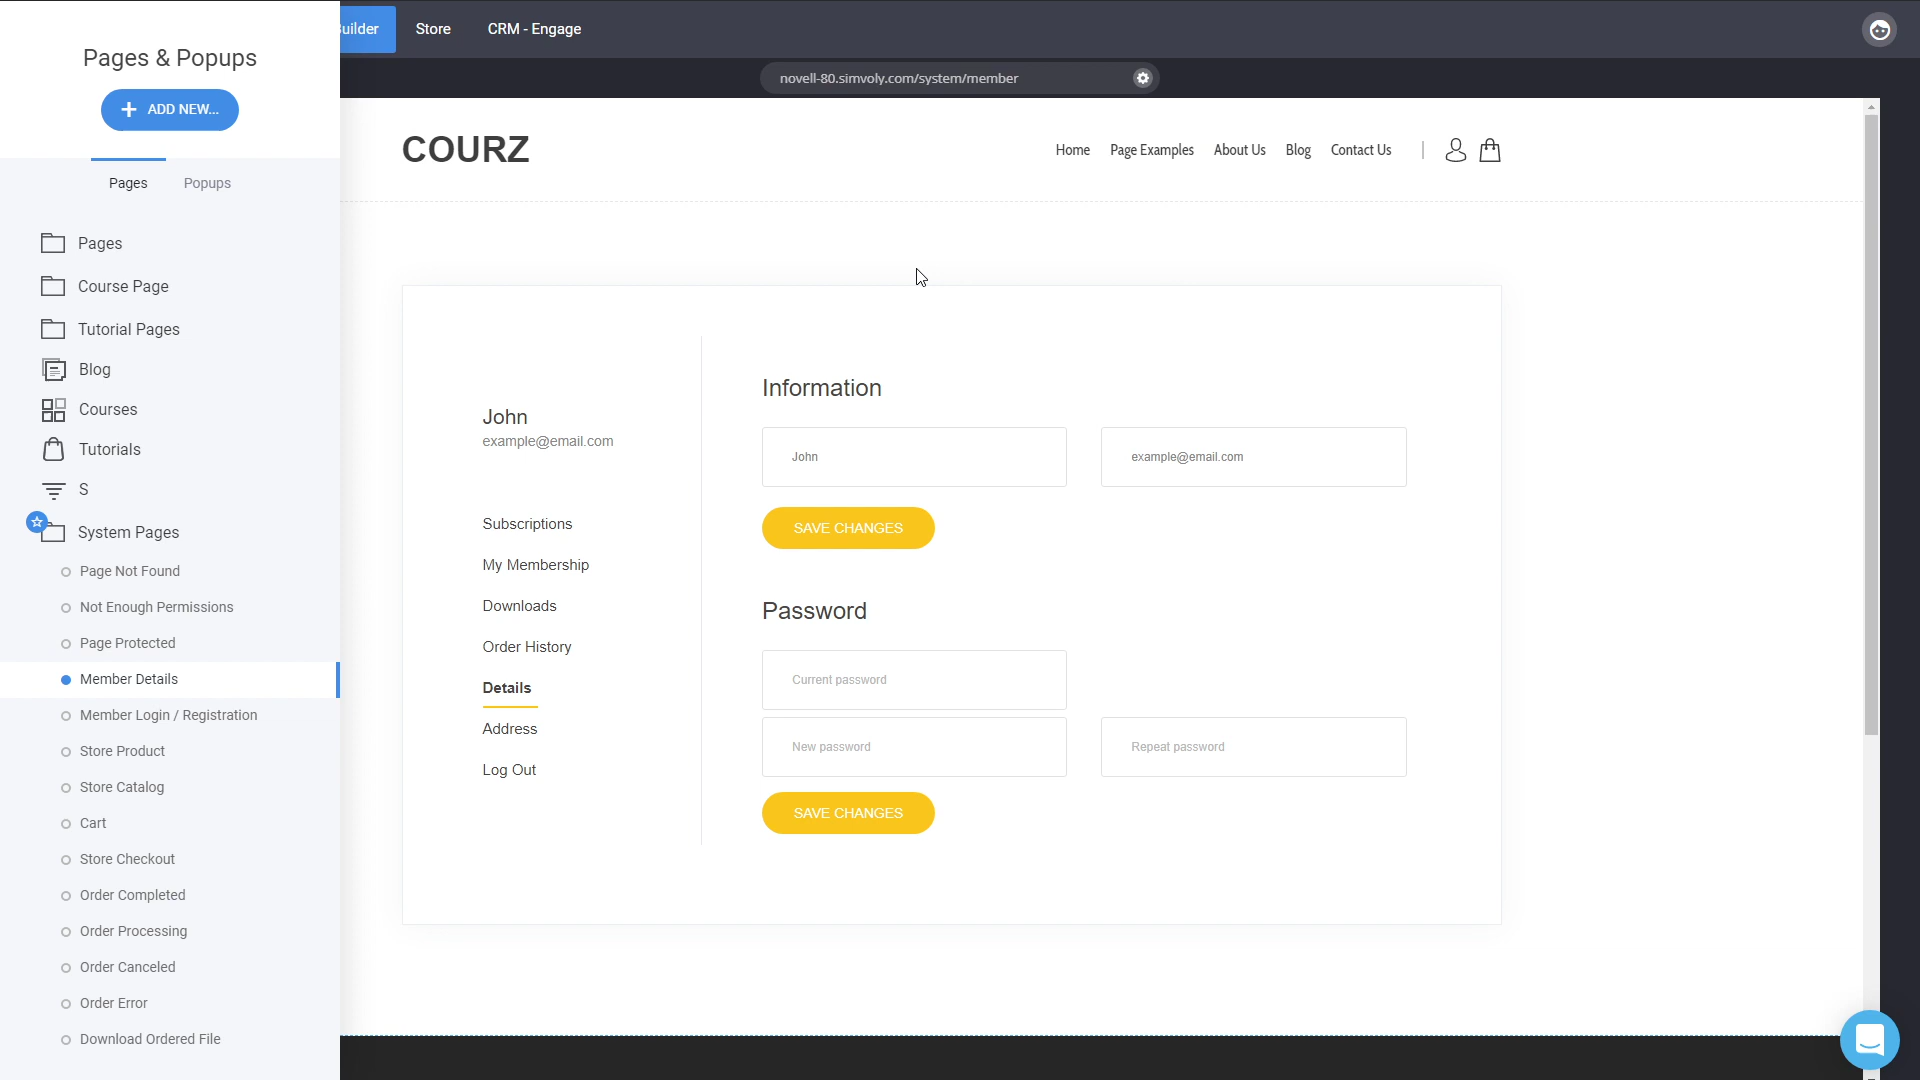 Pages & Popups
ADD NEW...
Pages
Popups
Pages
Course Page
Tutorial Pages
Blog
Courses
Tutorials
S
System Pages
Page Not Found
Not Enough Permissions
Page Protected
Member Details
Member Login / Registration
Store Product
Store Catalog
Cart
Store Checkout
Order Completed
Order Processing
Order Canceled
Order Error
Download Ordered File
uilder
Store
CRM - Engage
novell-80.simvoly.com/system/member
COURZ
Home
Page Examples
About Us
Blog
Contact Us
John
example@email.com
Subscriptions
My Membership
Downloads
Order History
Details
Address
Log Out
Information
John
example@email.com
SAVE CHANGES
Password
Current password
New password
Repeat password
SAVE CHANGES